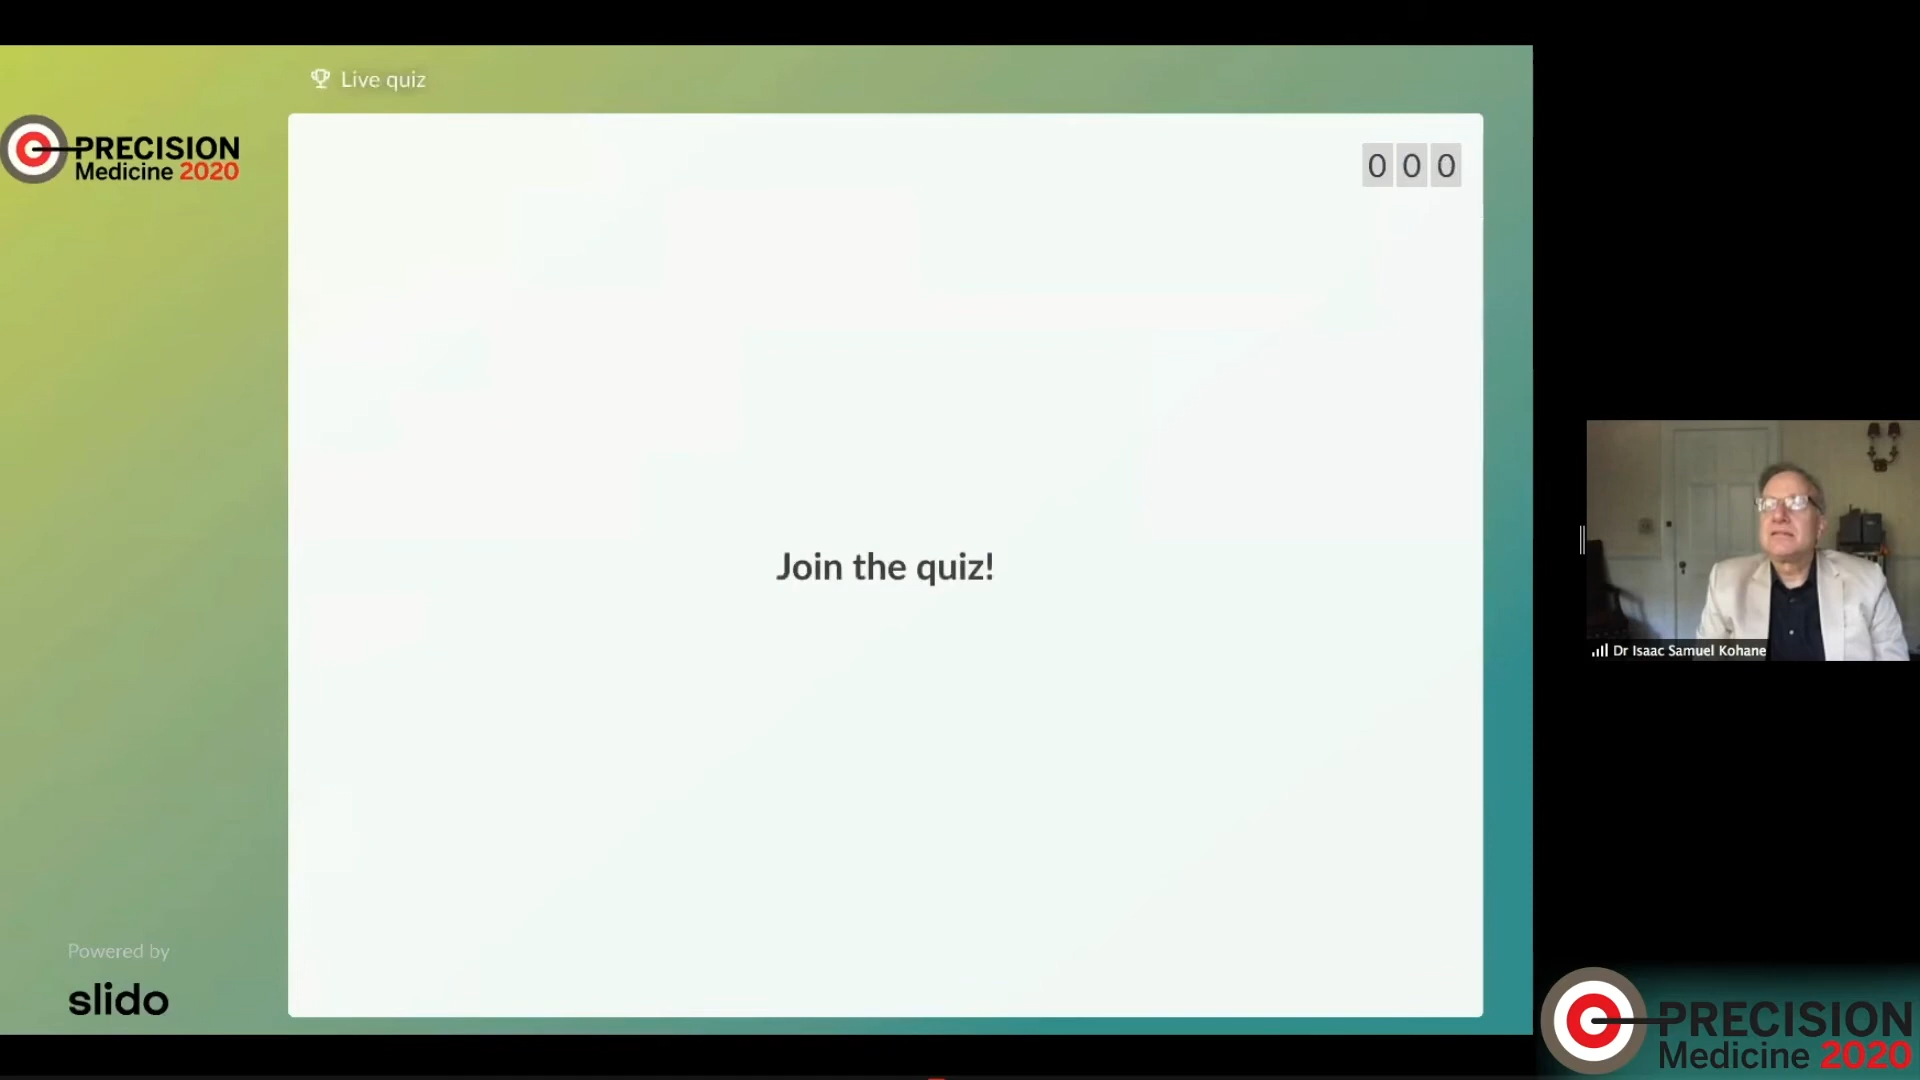 Live quiz
PRECISION
Medicine 2020
000
Join the quiz!
Dr Isaac Samuel Kohane
Powered by
slido
PRECISION
Medicine 2020